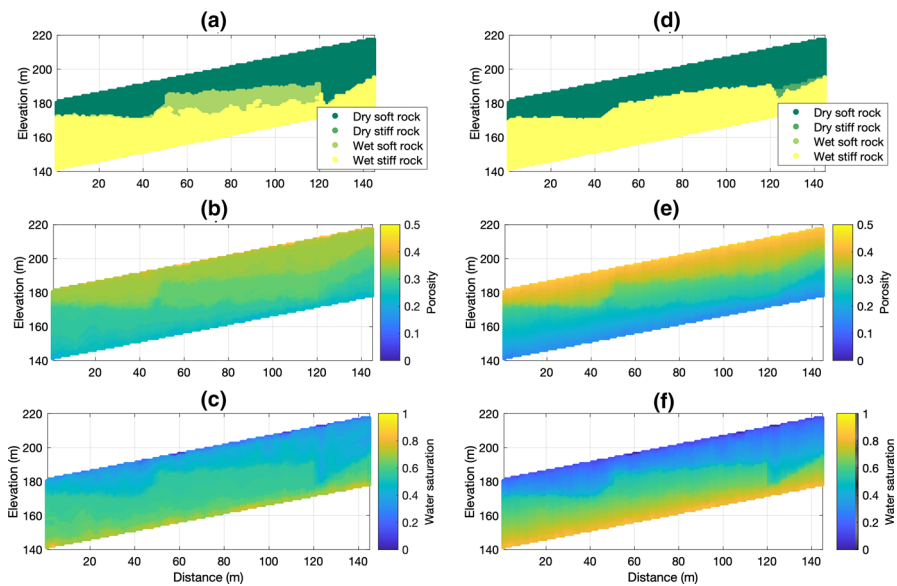 (a)
220
200
180
160
140
Elevation (m)
20 40 60 80 100 120 140
Dry soft rock
Dry stiff rock
Wet soft rock
Wet stiff rock
(d)
220
200
180
160
140
Elevation (m)
20 40 60 80 100 120 140
Dry soft rock
Dry stiff rock
Wet soft rock
Wet stiff rock
(b)
220
200
180
160
140
Elevation (m)
20 40 60 80 100 120 140
0.5
0.4
0.3
0.2
0.1
0
Porosity
(e)
220
200
180
160
140
Elevation (m)
20 40 60 80 100 120 140
0.5
0.4
0.3
0.2
0.1
0
Porosity
(c)
220
200
180
160
140
Elevation (m)
20 40 60 80 100 120 140
Distance (m)
1
0.8
0.6
0.4
0.2
0
Water saturation
(f)
220
200
180
160
140
Elevation (m)
20 40 60 80 100 120 140
Distance (m)
1
0.8
0.6
0.4
0.2
0
Water saturation